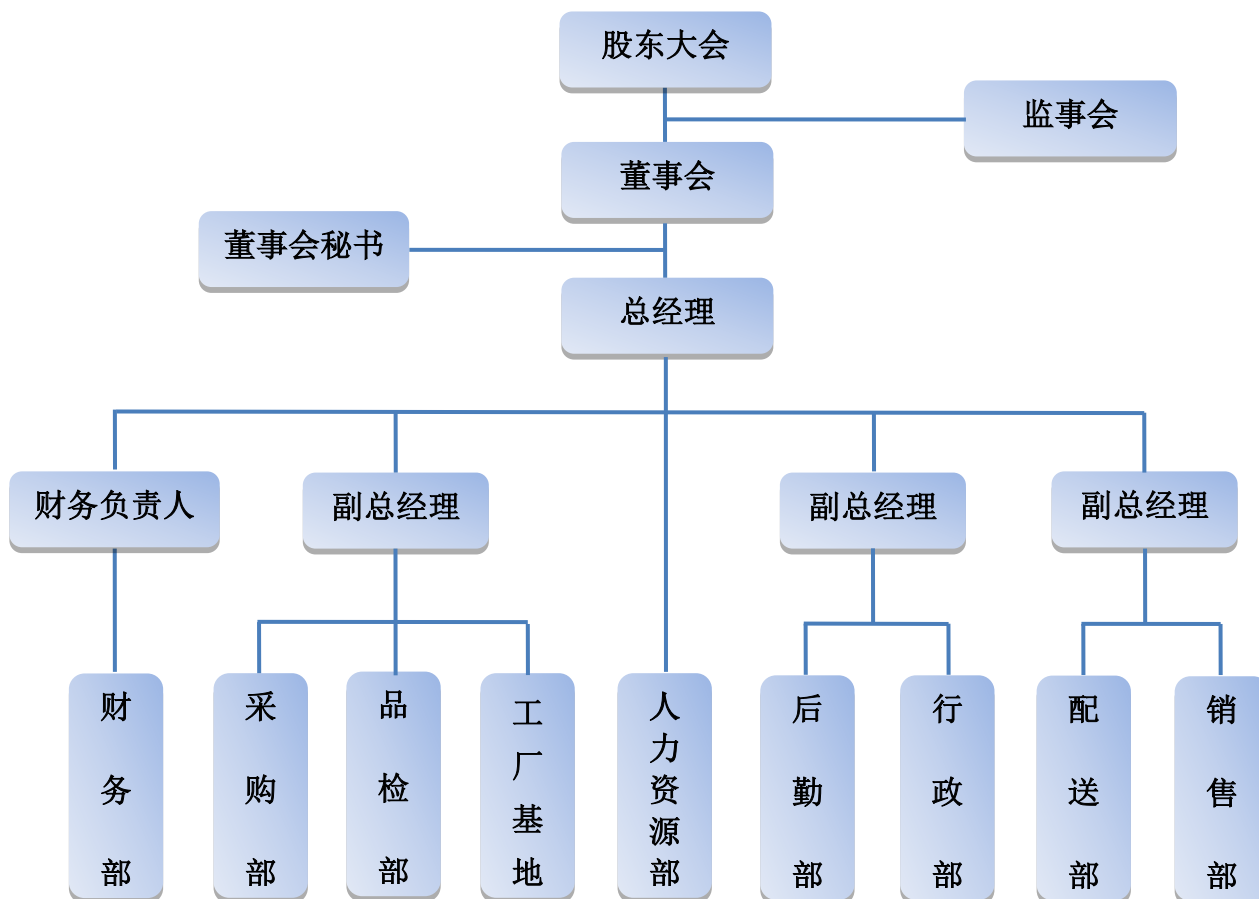 股东大会
监事会
董事会
董事会秘书
总经理
财务负责人
副总经理
副总经理
副总经理
财务部
采购部
品检部
工厂基地
人力资源部
后勤部
行政部
配送部
销售部